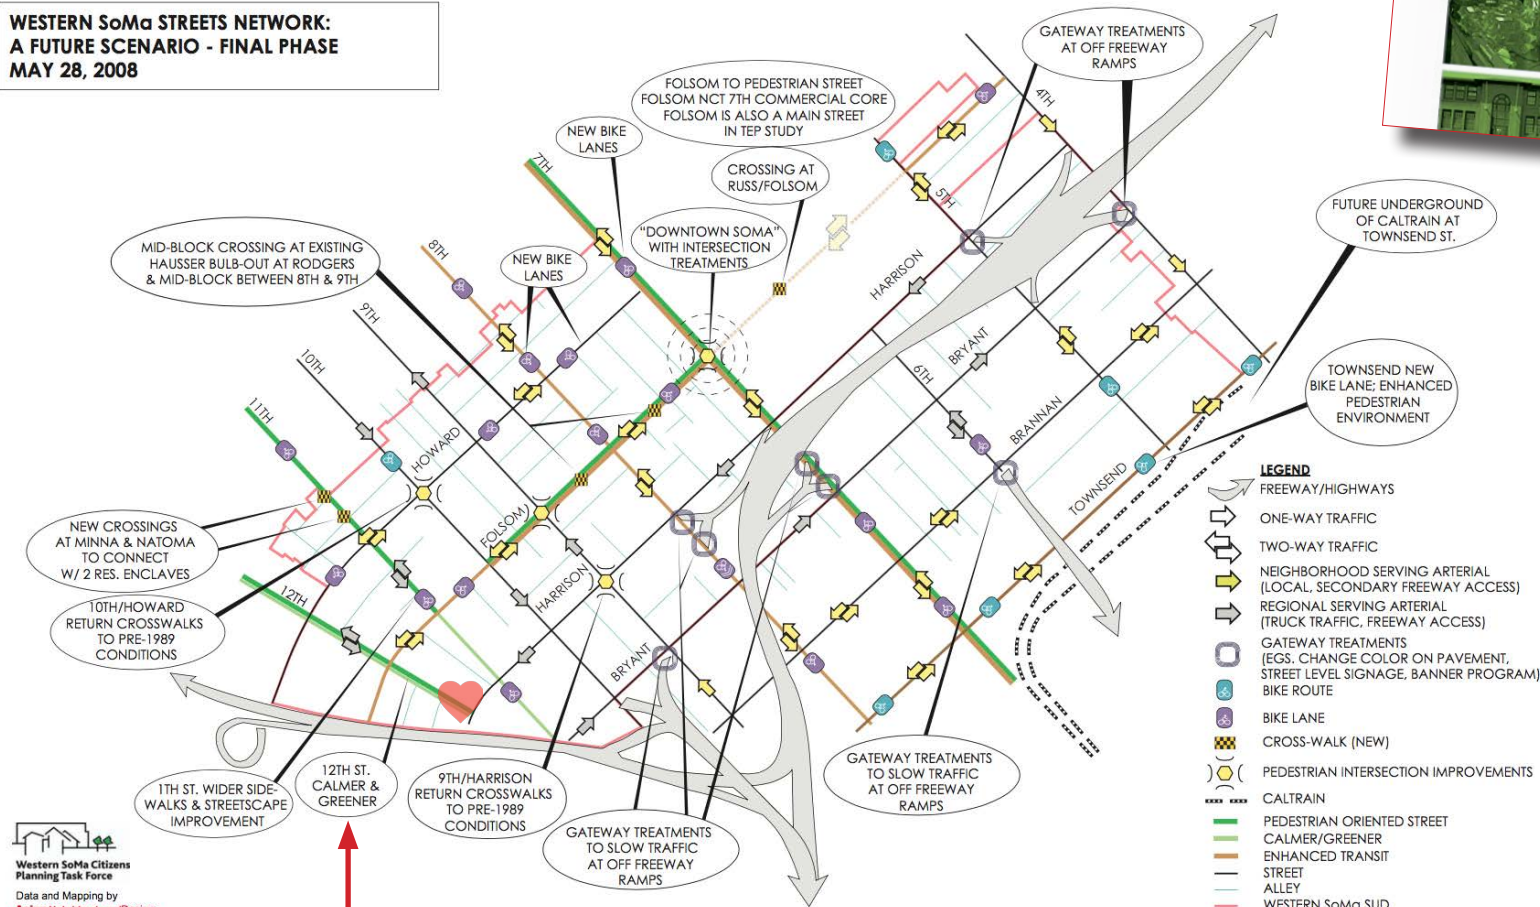 WESTERN SoMa STREETS NETWORK:
A FUTURE SCENARIO - FINAL PHASE
MAY 28, 2008
GATEWAY TREATMENTS
AT OFF FREEWAY
RAMPS
FOLSOM TO PEDESTRIAN STREET
FOLSOM NCT 7TH COMMERCIAL CORE
FOLSOM IS ALSO A MAIN STREET
IN TEP STUDY
NEW BIKE
LANES
CROSSING AT
RUSS/FOLSOM
"DOWNTOWN SOMA"
WITH INTERSECTION
TREATMENTS
FUTURE UNDERGROUND
OF CALTRAIN AT
TOWNSEND ST.
MID-BLOCK CROSSING AT EXISTING
HAUSSER BULB-OUT AT RODGERS
& MID-BLOCK BETWEEN 8TH & 9TH
NEW BIKE
LANES
TOWNSEND NEW
BIKE LANE; ENHANCED
PEDESTRIAN
ENVIRONMENT
4TH
5TH
6TH
7TH
8TH
9TH
10TH
11TH
12TH
HARRISON
BRYANT
BRANNAN
TOWNSEND
HOWARD
FOLSOM
HARRISON
BRYANT
NEW CROSSINGS
AT MINNA & NATOMA
TO CONNECT
W/ 2 RES. ENCLAVES
10TH/HOWARD
RETURN CROSSWALKS
TO PRE-1989
CONDITIONS
1TH ST. WIDER SIDE-
WALKS & STREETSCAPE
IMPROVEMENT
12TH ST.
CALMER &
GREENER
9TH/HARRISON
RETURN CROSSWALKS
TO PRE-1989
CONDITIONS
GATEWAY TREATMENTS
TO SLOW TRAFFIC
AT OFF FREEWAY
RAMPS
GATEWAY TREATMENTS
TO SLOW TRAFFIC
AT OFF FREEWAY
RAMPS
LEGEND
FREEWAY/HIGHWAYS
ONE-WAY TRAFFIC
TWO-WAY TRAFFIC
NEIGHBORHOOD SERVING ARTERIAL
(LOCAL, SECONDARY FREEWAY ACCESS)
REGIONAL SERVING ARTERIAL
(TRUCK TRAFFIC, FREEWAY ACCESS)
GATEWAY TREATMENTS
(EGS. CHANGE COLOR ON PAVEMENT,
STREET LEVEL SIGNAGE, BANNER PROGRAM)
BIKE ROUTE
BIKE LANE
CROSS-WALK (NEW)
PEDESTRIAN INTERSECTION IMPROVEMENTS
CALTRAIN
PEDESTRIAN ORIENTED STREET
CALMER/GREENER
ENHANCED TRANSIT
STREET
ALLEY
WESTERN SoMa SUD
Western SoMa Citizens
Planning Task Force
Data and Mapping by